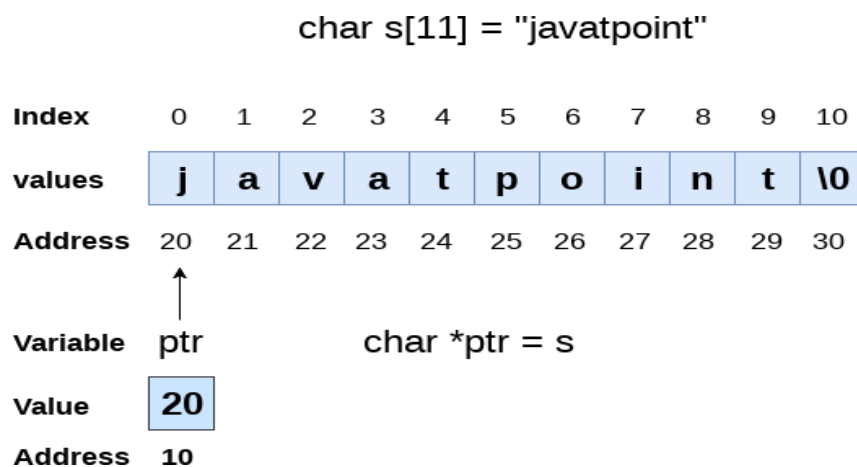 char s[11] = "javatpoint"
Index 0 1 2 3 4 5 6 7 8 9 10
values j a v a t p o i n t \0
Address 20 21 22 23 24 25 26 27 28 29 30
Variable ptr char *ptr = s
Value 20
Address 10